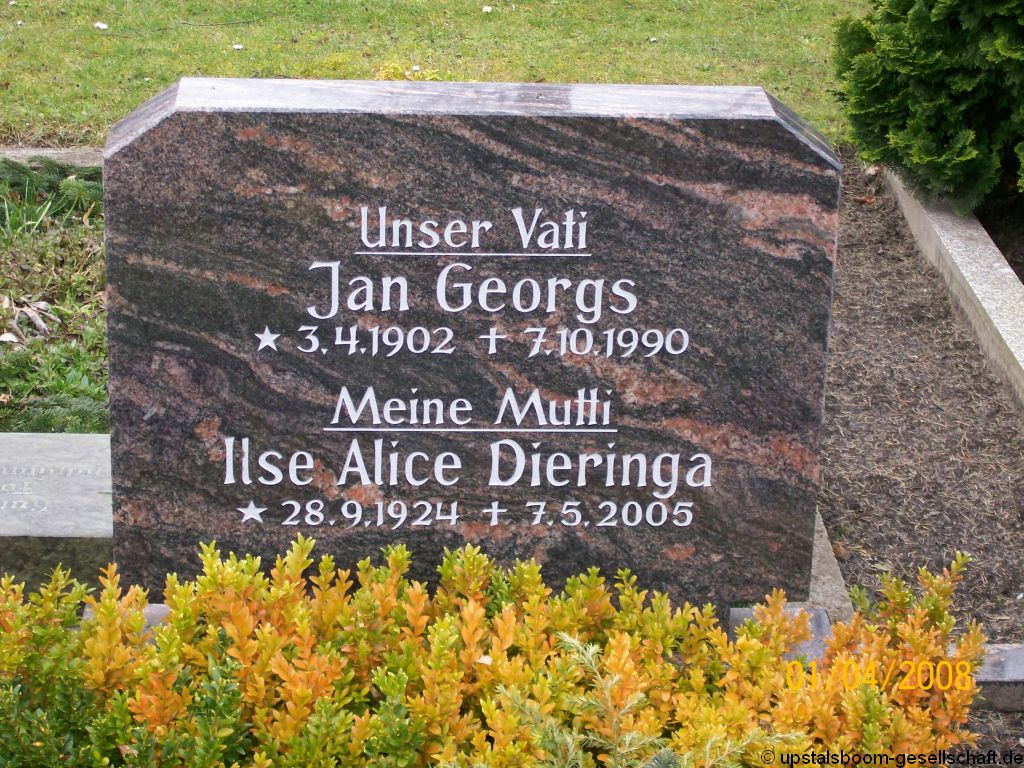 Unser Vati
Jan Georgs
★ 3.4.1902 ✝ 7.10.1990
Meine Mutti
Ilse Alice Dieringa
★ 28.9.1924 ✝ 7.5.2005
01/04/2008
© upstalsboom-gesellschaft.de